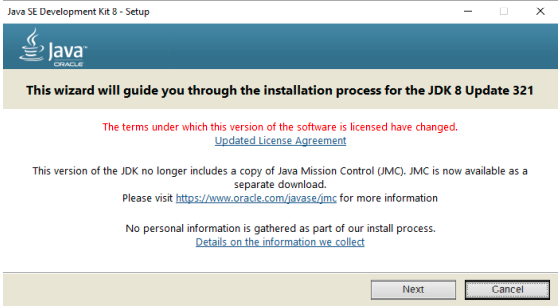 Java SE Development Kit 8 - Setup
Java
ORACLE
This wizard will guide you through the installation process for the JDK 8 Update 321
The terms under which this version of the software is licensed have changed.
Updated License Agreement
This version of the JDK no longer includes a copy of Java Mission Control (JMC). JMC is now available as a
separate download.
Please visit https://www.oracle.com/javase/jmc for more information
No personal information is gathered as part of our install process.
Details on the information we collect
Next
Cancel